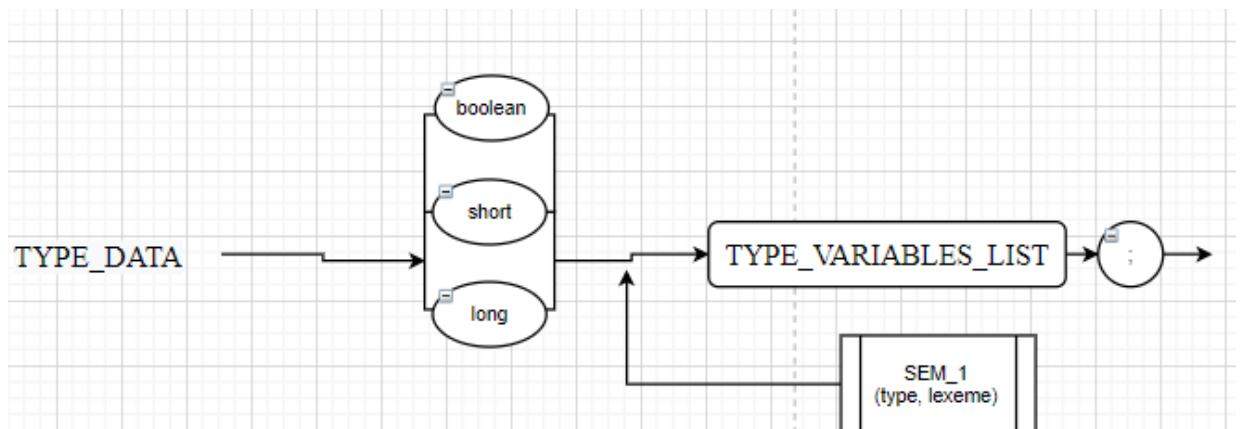 boolean
short
TYPE_DATA
TYPE_VARIABLES_LIST
;
long
SEM_1
(type, lexeme)